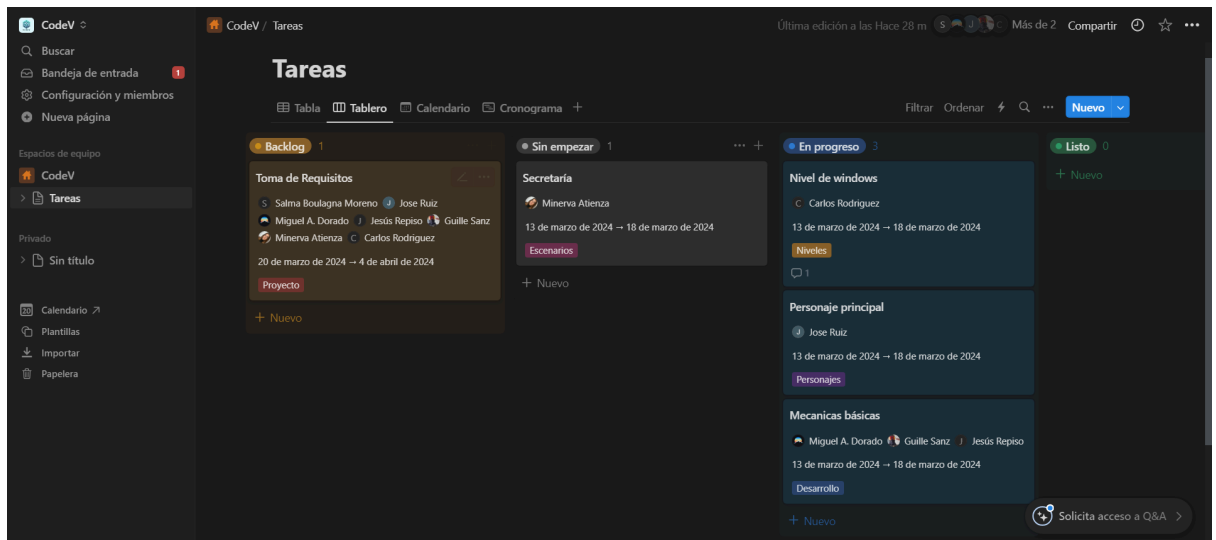 CodeV
Buscar
Bandeja de entrada 1
Configuración y miembros
Nueva página
Espacios de equipo
CodeV
Tareas
Privado
Sin título
20 Calendario ↗
Plantillas
Importar
Papelera
CodeV / Tareas
Última edición a las Hace 28 m S J C Más de 2 Compartir
Tareas
Tabla Tablero Calendario Cronograma +
Filtrar Ordenar Nuevo
Backlog 1
Toma de Requisitos
S Salma Boulagna Moreno J Jose Ruiz
Miguel A. Dorado J Jesús Repiso Guille Sanz
Minerva Atienza C Carlos Rodriguez
20 de marzo de 2024 → 4 de abril de 2024
Proyecto
+ Nuevo
Sin empezar 1
Secretaría
Minerva Atienza
13 de marzo de 2024 → 18 de marzo de 2024
Escenarios
+ Nuevo
En progreso 3
Nivel de windows
C Carlos Rodriguez
13 de marzo de 2024 → 18 de marzo de 2024
Niveles
1
Personaje principal
J Jose Ruiz
13 de marzo de 2024 → 18 de marzo de 2024
Personajes
Mecanicas básicas
Miguel A. Dorado Guille Sanz J Jesús Repiso
13 de marzo de 2024 → 18 de marzo de 2024
Desarrollo
+ Nuevo
Listo 0
+ Nuevo
Solicita acceso a Q&A